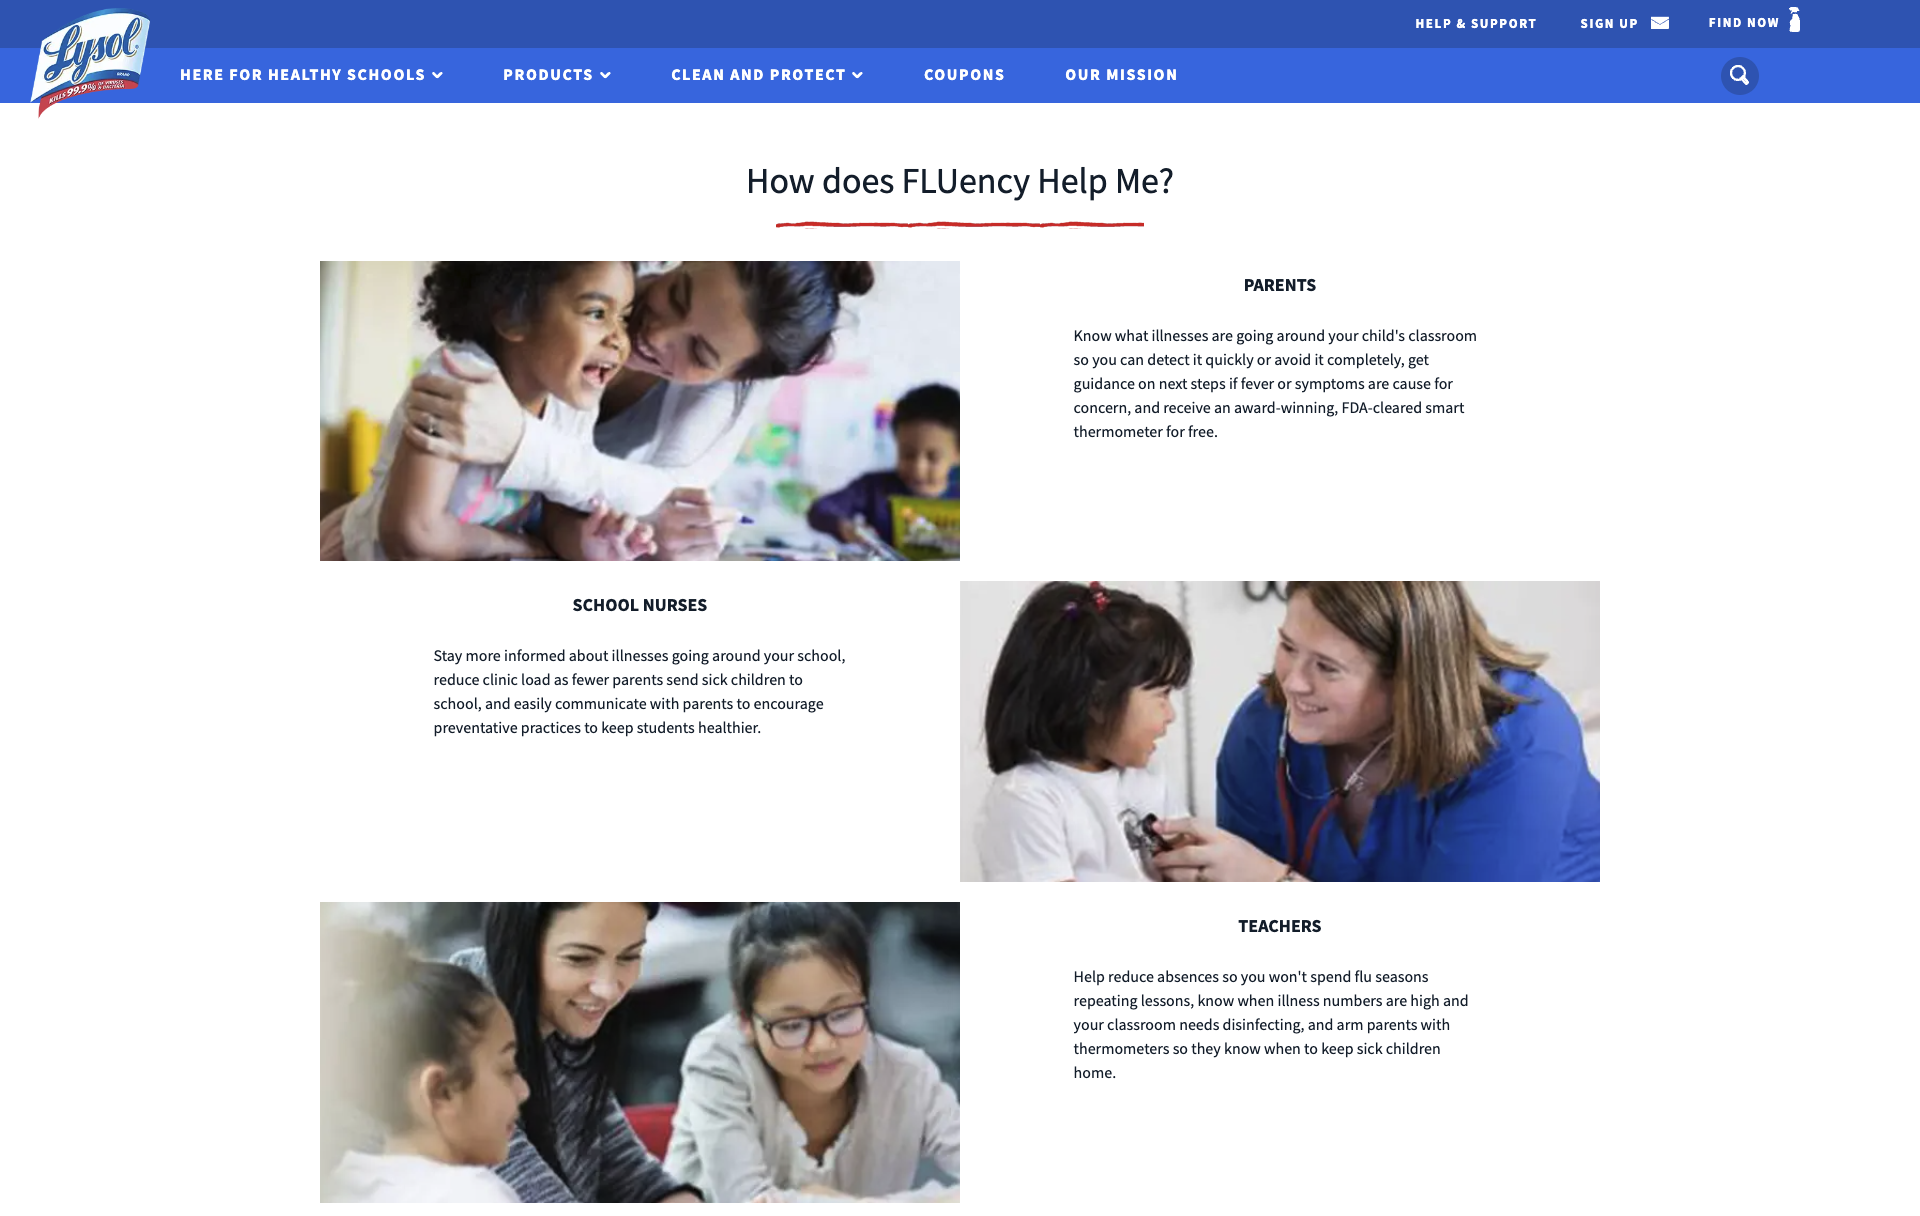 HELP & SUPPORT
SIGN UP
FIND NOW
Lysol
BRAND
KILLS 99.9% OF VIRUSES & BACTERIA
HERE FOR HEALTHY SCHOOLS
PRODUCTS
CLEAN AND PROTECT
COUPONS
OUR MISSION
How does FLUency Help Me?
PARENTS
Know what illnesses are going around your child's classroom
so you can detect it quickly or avoid it completely, get
guidance on next steps if fever or symptoms are cause for
concern, and receive an award-winning, FDA-cleared smart
thermometer for free.
SCHOOL NURSES
Stay more informed about illnesses going around your school,
reduce clinic load as fewer parents send sick children to
school, and easily communicate with parents to encourage
preventative practices to keep students healthier.
TEACHERS
Help reduce absences so you won't spend flu seasons
repeating lessons, know when illness numbers are high and
your classroom needs disinfecting, and arm parents with
thermometers so they know when to keep sick children
home.